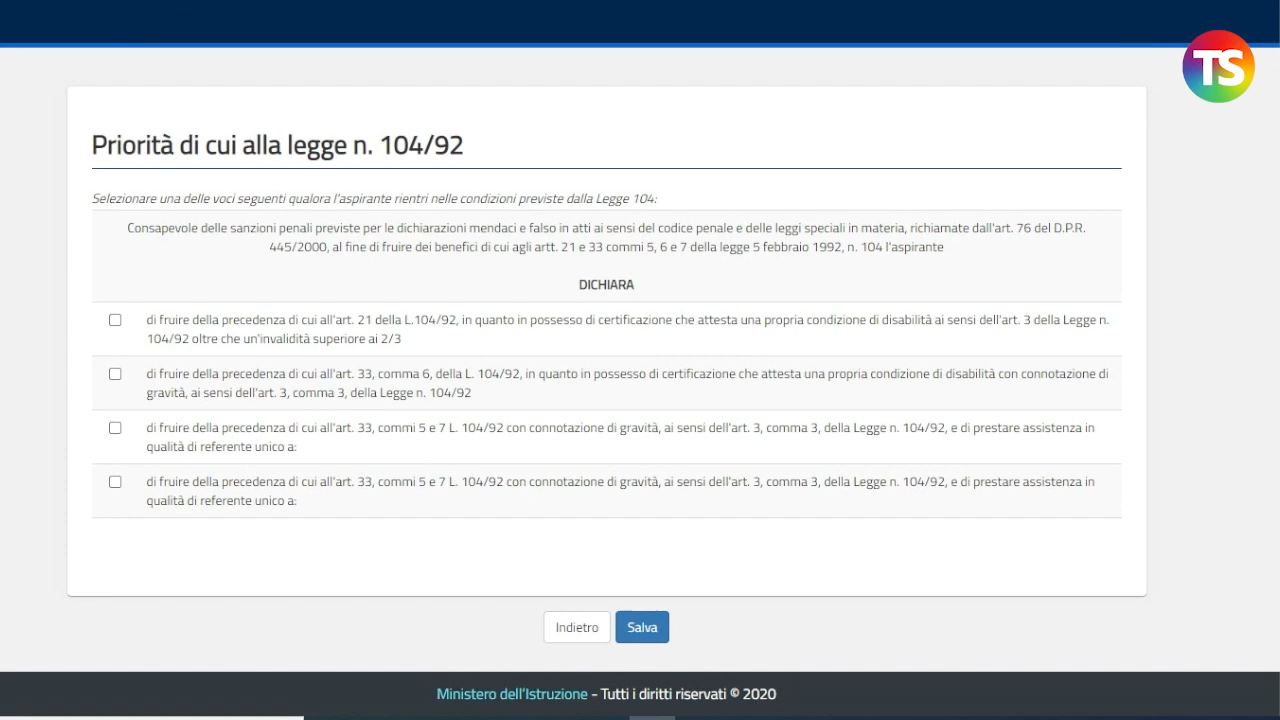 TS
Priorità di cui alla legge n. 104/92
Selezionare una delle voci seguenti qualora l'aspirante rientri nelle condizioni previste dalla Legge 104:
Consapevole delle sanzioni penali previste per le dichiarazioni mendaci e falso in atti ai sensi del codice penale e delle leggi speciali in materia, richiamate dall'art. 76 del D.P.R.
445/2000, al fine di fruire dei benefici di cui agli artt. 21 e 33 commi 5, 6 e 7 della legge 5 febbraio 1992, n. 104 l'aspirante
DICHIARA
di fruire della precedenza di cui all'art. 21 della L.104/92, in quanto in possesso di certificazione che attesta una propria condizione di disabilità ai sensi dell'art. 3 della Legge n.
104/92 oltre che un'invalidità superiore ai 2/3
di fruire della precedenza di cui all'art. 33, comma 6, della L. 104/92, in quanto in possesso di certificazione che attesta una propria condizione di disabilità con connotazione di
gravità, ai sensi dell'art. 3, comma 3, della Legge n. 104/92
di fruire della precedenza di cui all'art. 33, commi 5 e 7 L. 104/92 con connotazione di gravità, ai sensi dell'art. 3, comma 3, della Legge n. 104/92, e di prestare assistenza in
qualità di referente unico a:
di fruire della precedenza di cui all'art. 33, commi 5 e 7 L. 104/92 con connotazione di gravità, ai sensi dell'art. 3, comma 3, della Legge n. 104/92, e di prestare assistenza in
qualità di referente unico a:
Indietro Salva
Ministero dell'Istruzione - Tutti i diritti riservati © 2020